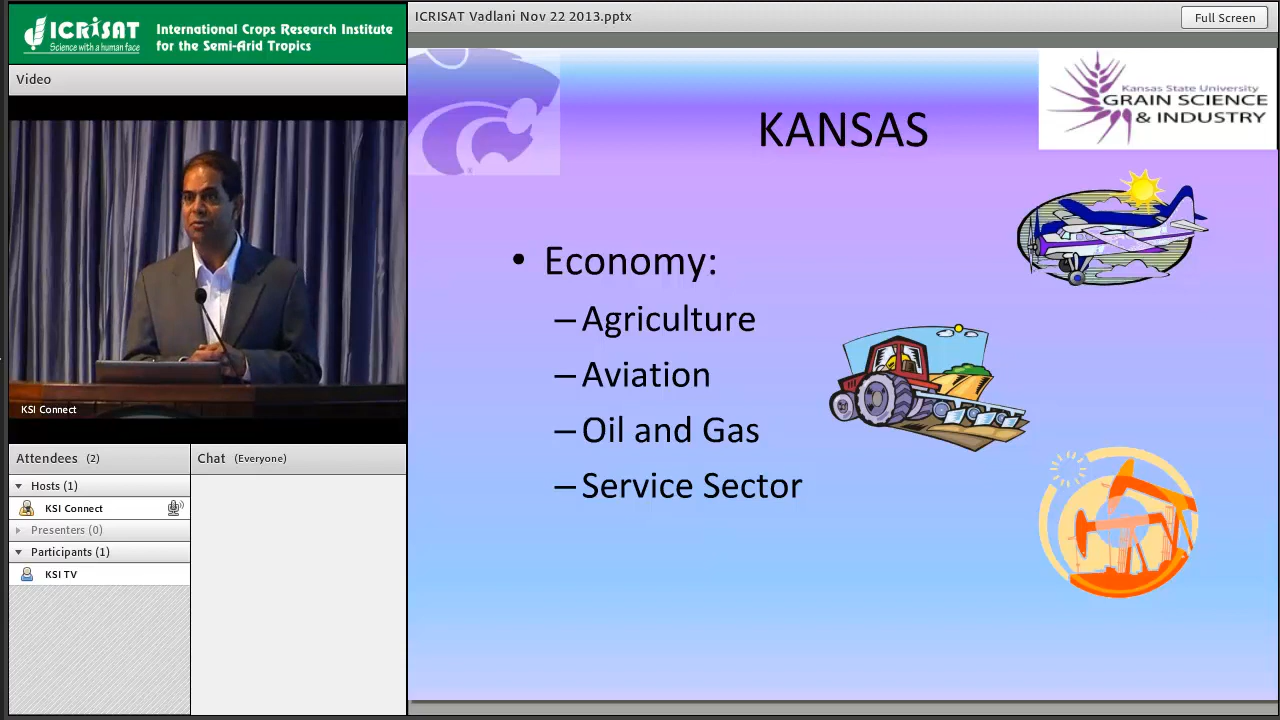 ICRISAT
Science with a human face
International Crops Research Institute
for the Semi-Arid Tropics
Video
KSI Connect
Attendees (2)
Hosts (1)
KSI Connect
Presenters (0)
Participants (1)
KSI TV
Chat (Everyone)
ICRISAT Vadlani Nov 22 2013.pptx
Full Screen
Kansas State University
GRAIN SCIENCE
& INDUSTRY
KANSAS
• Economy:
– Agriculture
– Aviation
– Oil and Gas
– Service Sector